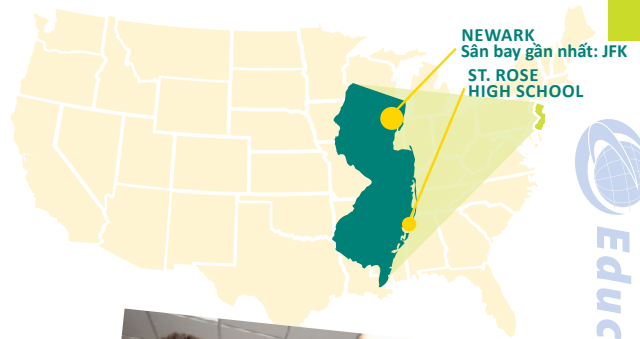 NEWARK
Sân bay gần nhất: JFK
ST. ROSE
HIGH SCHOOL
Educ